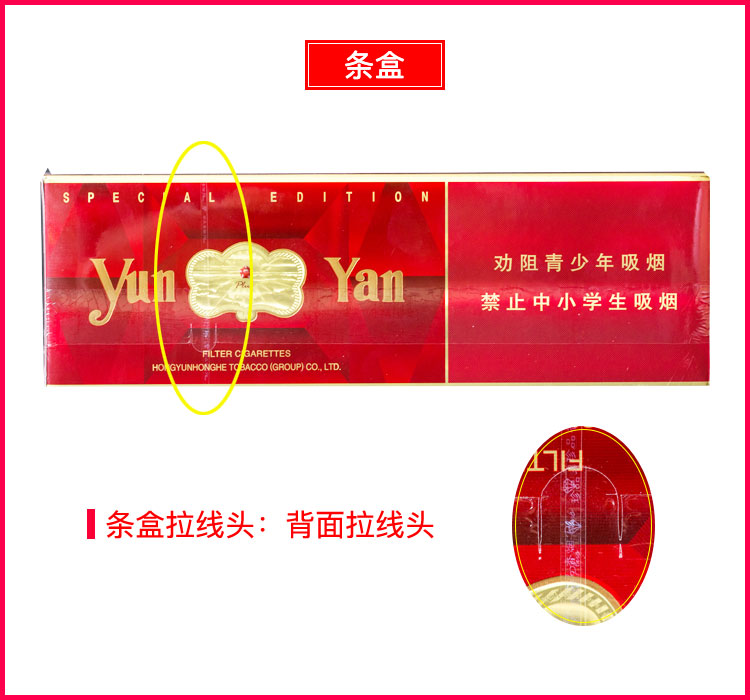 条盒
SPECIAL EDITION
Yun Yan
劝阻青少年吸烟
禁止中小学生吸烟
FILTER CIGARETTES
HONGYUNHONGHE TOBACCO (GROUP) CO., LTD.
FILT
条盒拉线头：背面拉线头